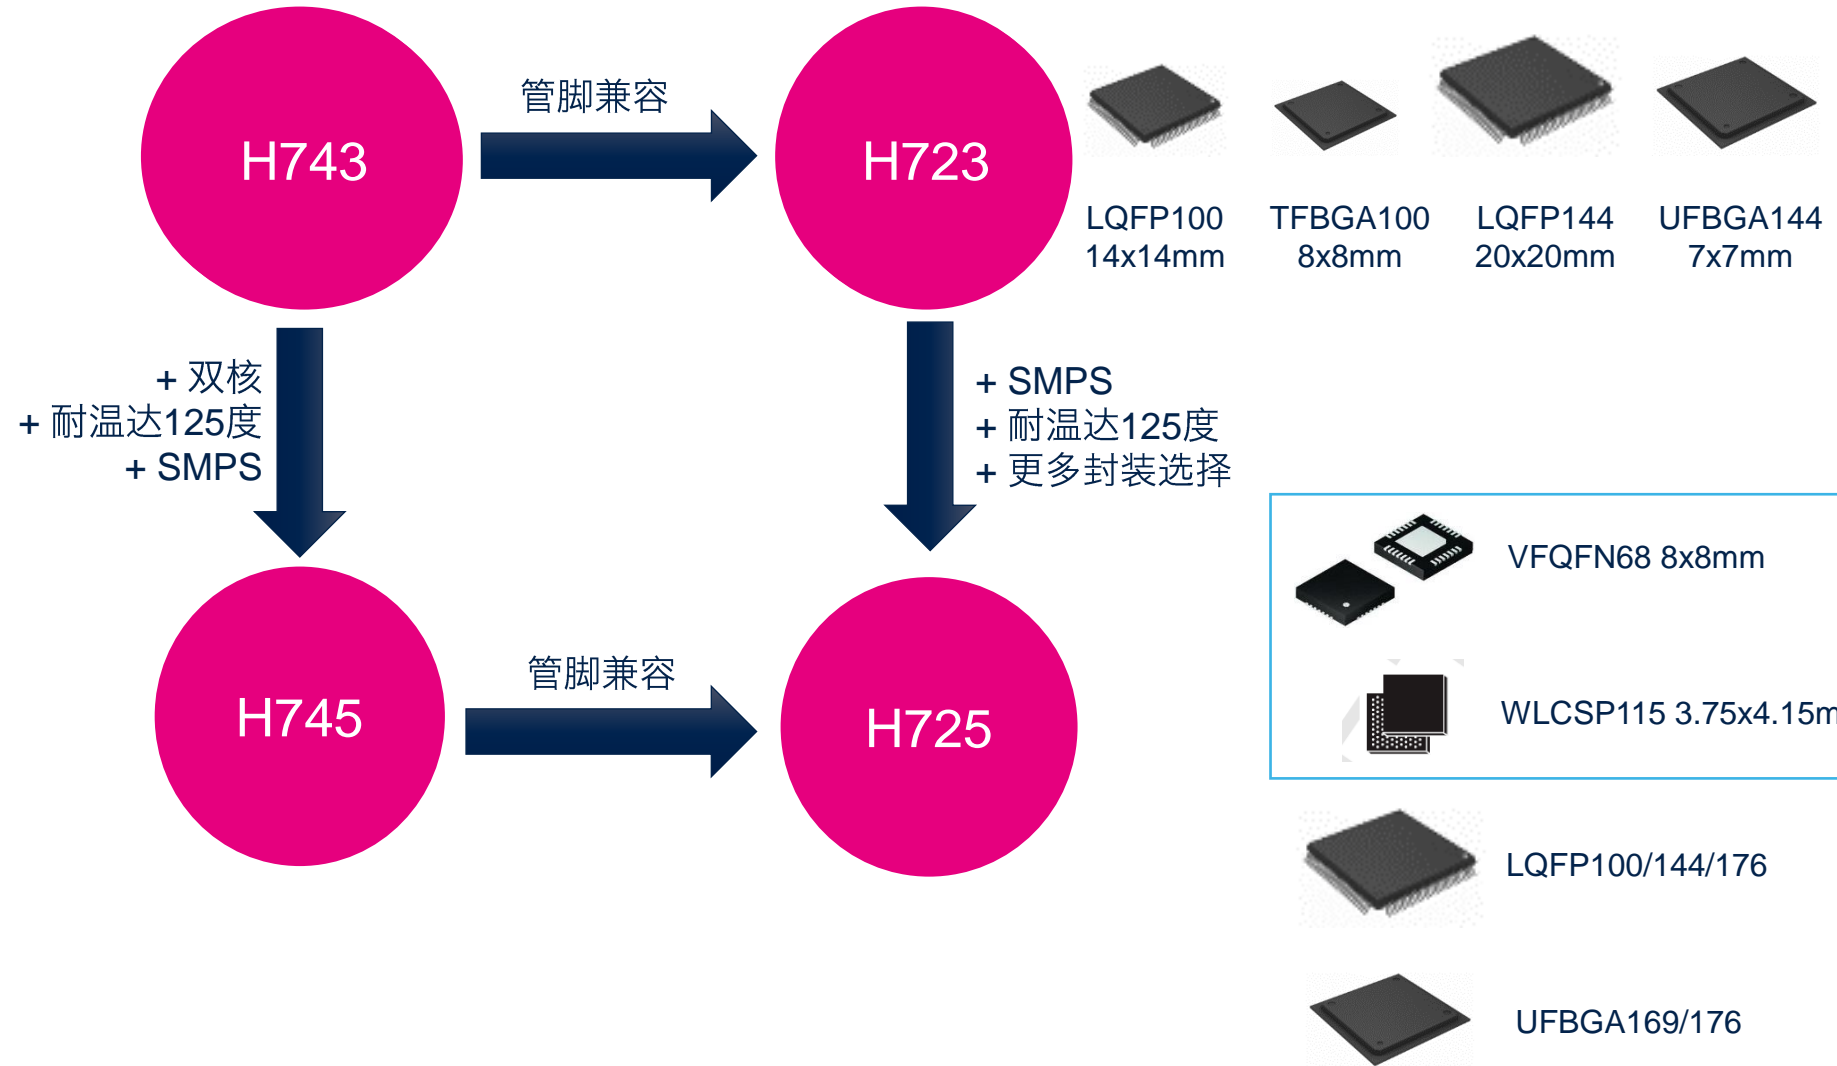 管脚兼容
H743
H723
LQFP100
14x14mm
TFBGA100
8x8mm
LQFP144
20x20mm
UFBGA144
7x7mm
+ 双核
+ 耐温达125度
+ SMPS
+ SMPS
+ 耐温达125度
+ 更多封装选择
VFQFN68 8x8mm
管脚兼容
H745
H725
WLCSP115 3.75x4.15m
LQFP100/144/176
UFBGA169/176